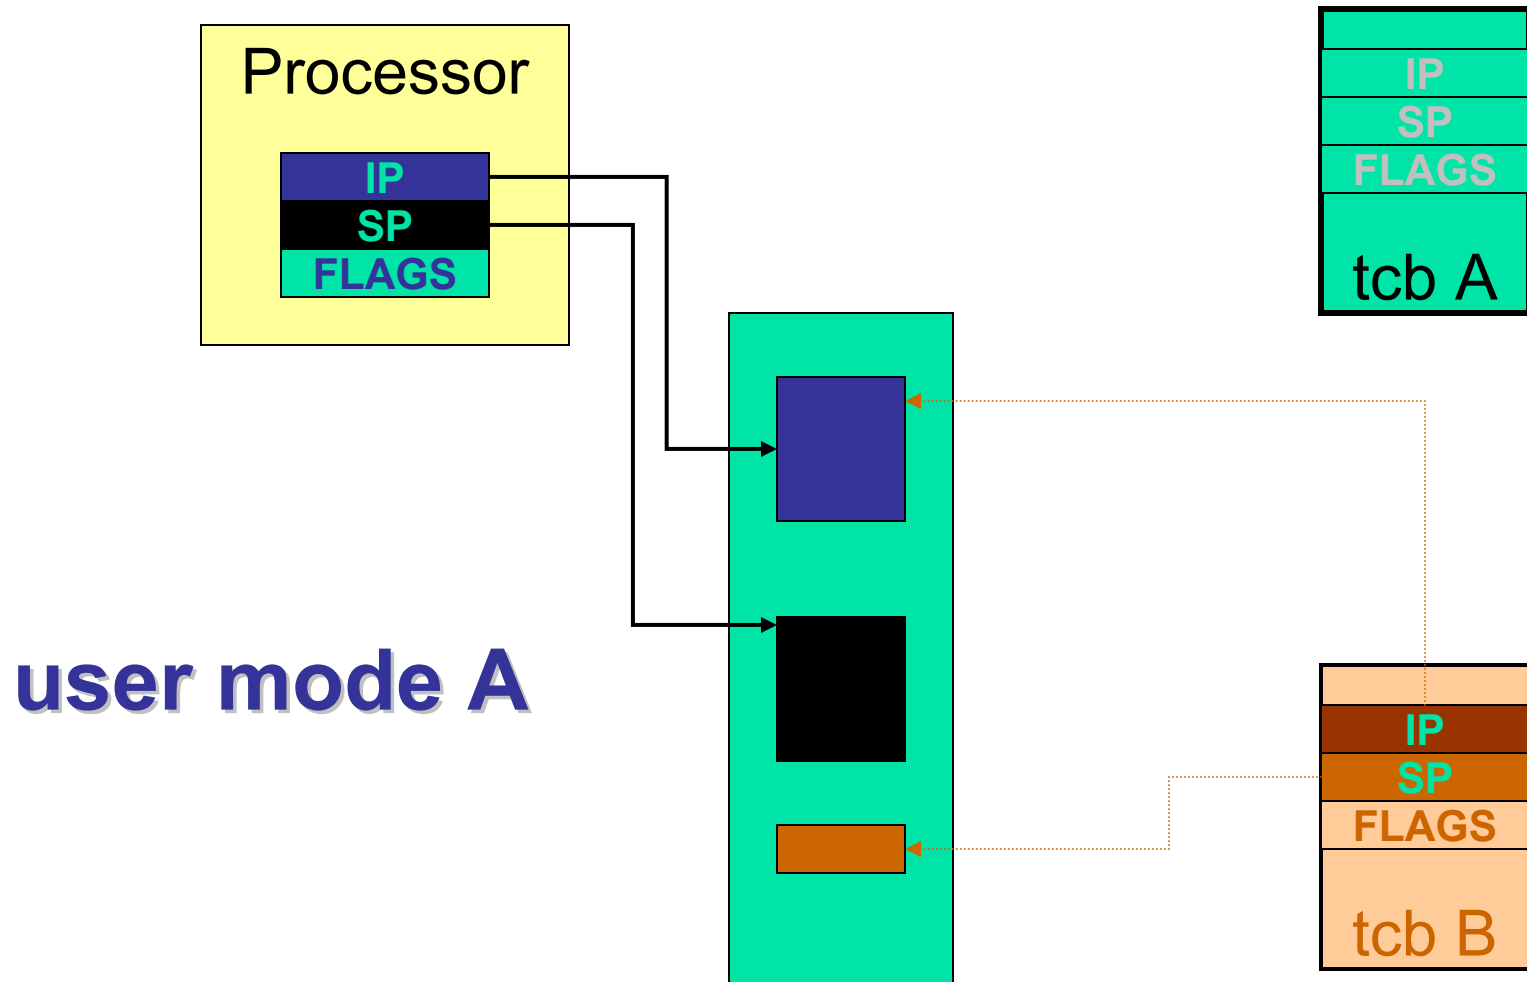 Processor
IP
SP
FLAGS
IP
SP
FLAGS
tcb A
user mode A
IP
SP
FLAGS
tcb B